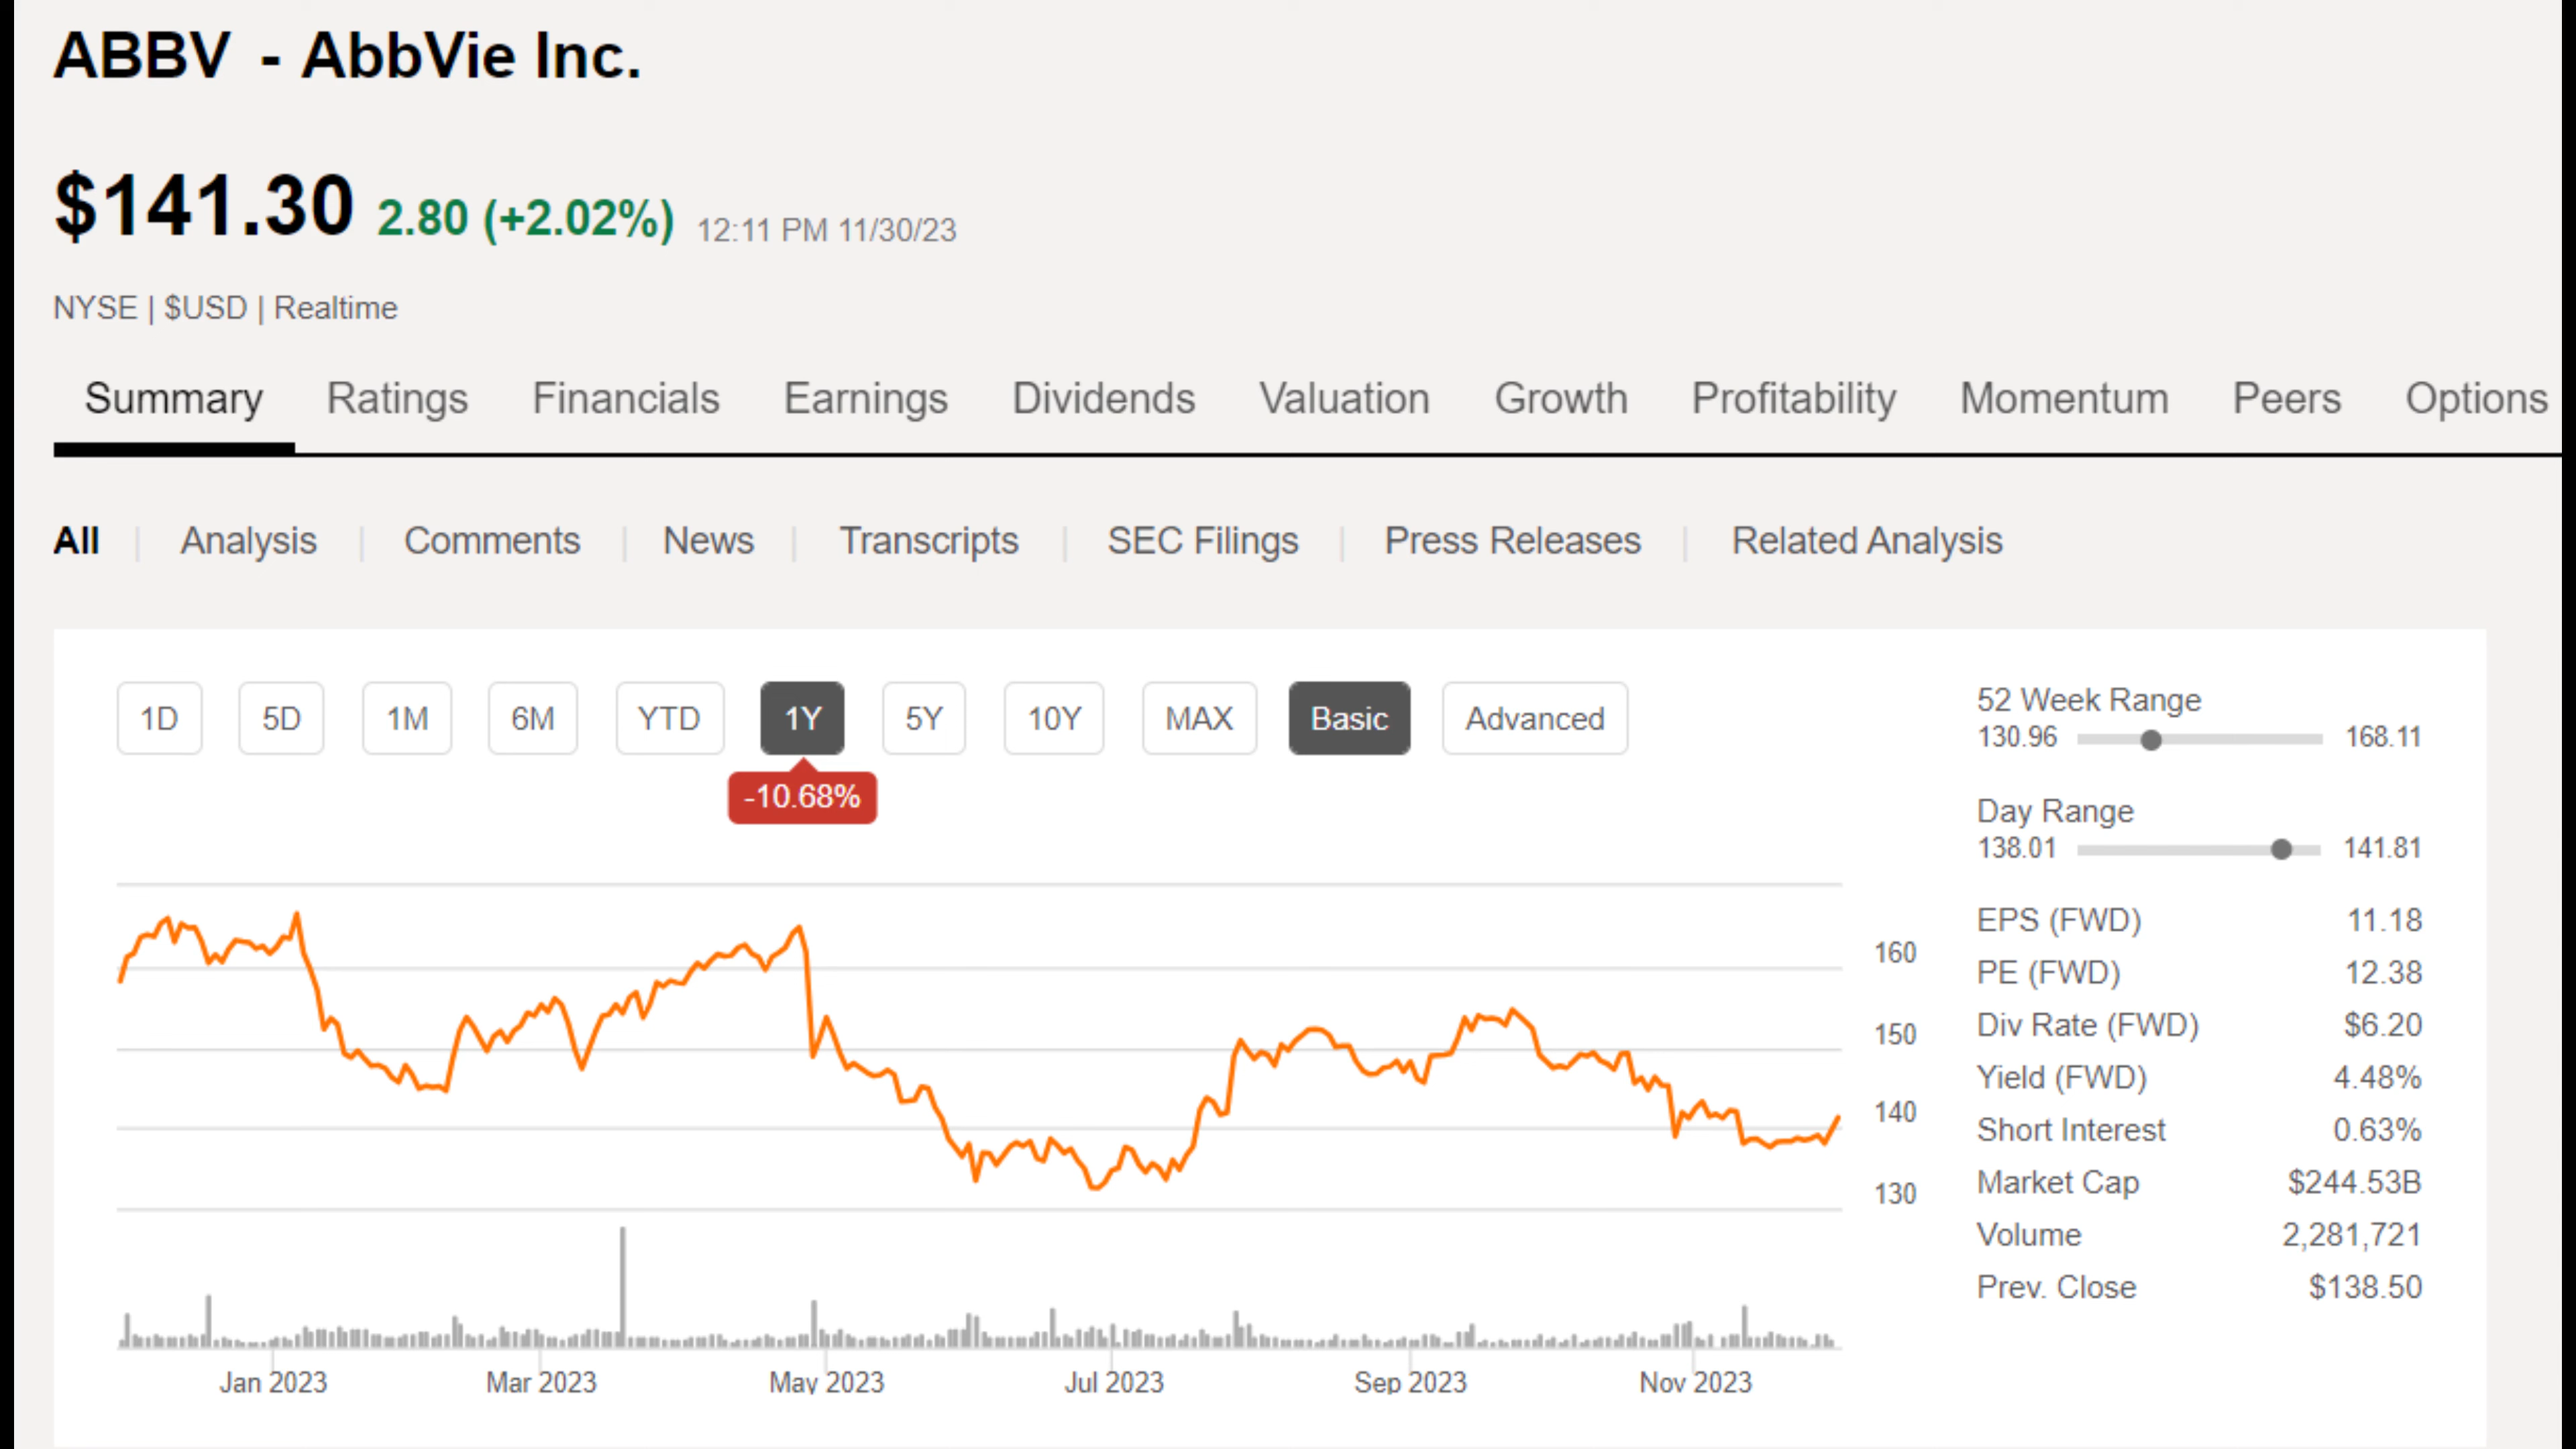 ABBV - AbbVie Inc.
$141.30 2.80 (+2.02%) 12:11 PM 11/30/23
NYSE | $USD | Realtime
Summary Ratings Financials Earnings Dividends Valuation Growth Profitability Momentum Peers Options
All | Analysis | Comments | News | Transcripts | SEC Filings | Press Releases | Related Analysis
1D 5D 1M 6M YTD 1Y 5Y 10Y MAX Basic Advanced
-10.68%
160
150
140
130
Jan 2023 Mar 2023 May 2023 Jul 2023 Sep 2023 Nov 2023
52 Week Range
130.96 168.11
Day Range
138.01 141.81
EPS (FWD) 11.18
PE (FWD) 12.38
Div Rate (FWD) $6.20
Yield (FWD) 4.48%
Short Interest 0.63%
Market Cap $244.53B
Volume 2,281,721
Prev. Close $138.50